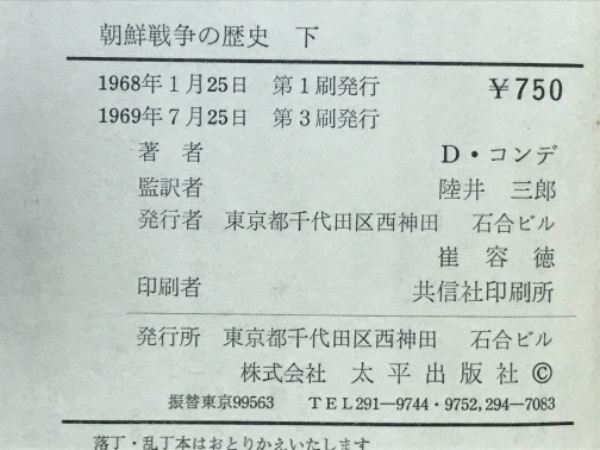 朝鮮戦争の歴史 下
1968年1月25日 第1刷発行 ¥750
1969年7月25日 第3刷発行
著者 D・コンデ
監訳者 陸井 三郎
発行者 東京都千代田区西神田 石合ビル
崔容徳
印刷者 共信社印刷所
発行所 東京都千代田区西神田 石合ビル
株式会社 太平出版社 ©
振替東京99563 TEL291-9744・9752,294-7083
落丁・乱丁本はおとりかえいたします